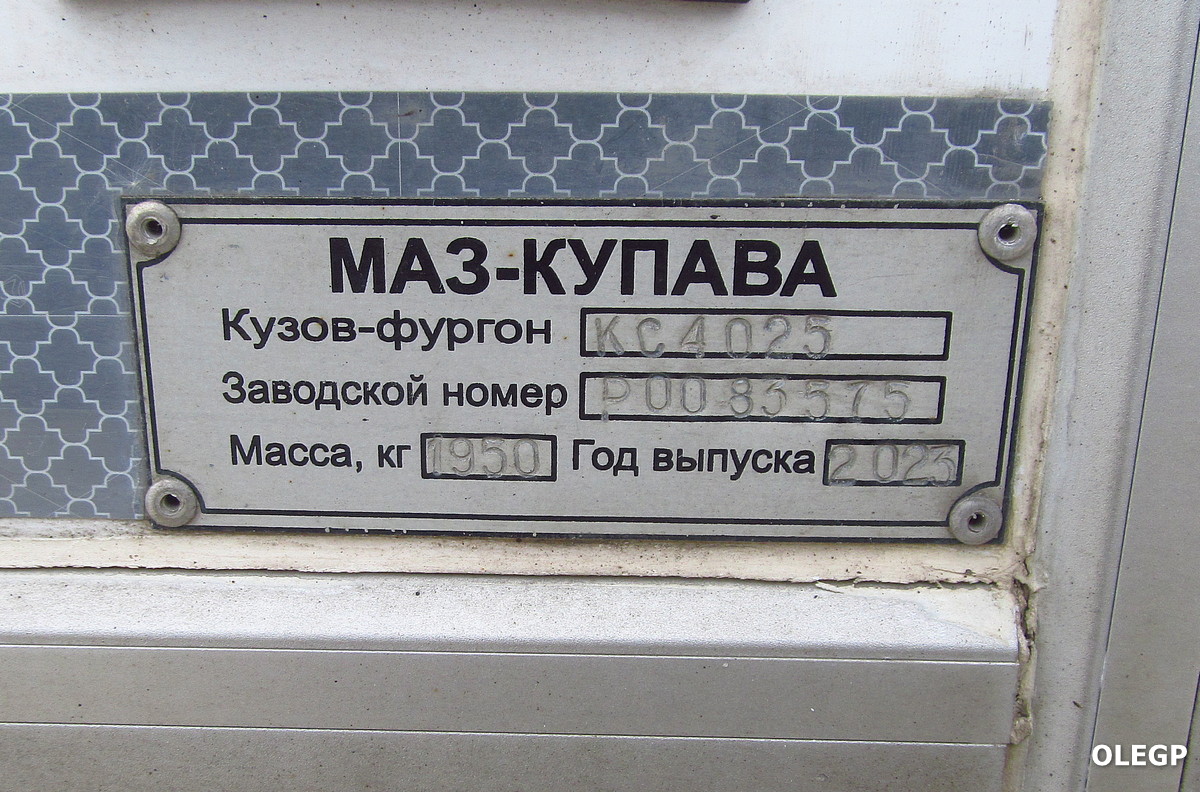 МАЗ-КУПАВА
Кузов-фургон КС4025
Заводской номер Р0083575
Масса, кг 1950 Год выпуска 2023
OLEGP